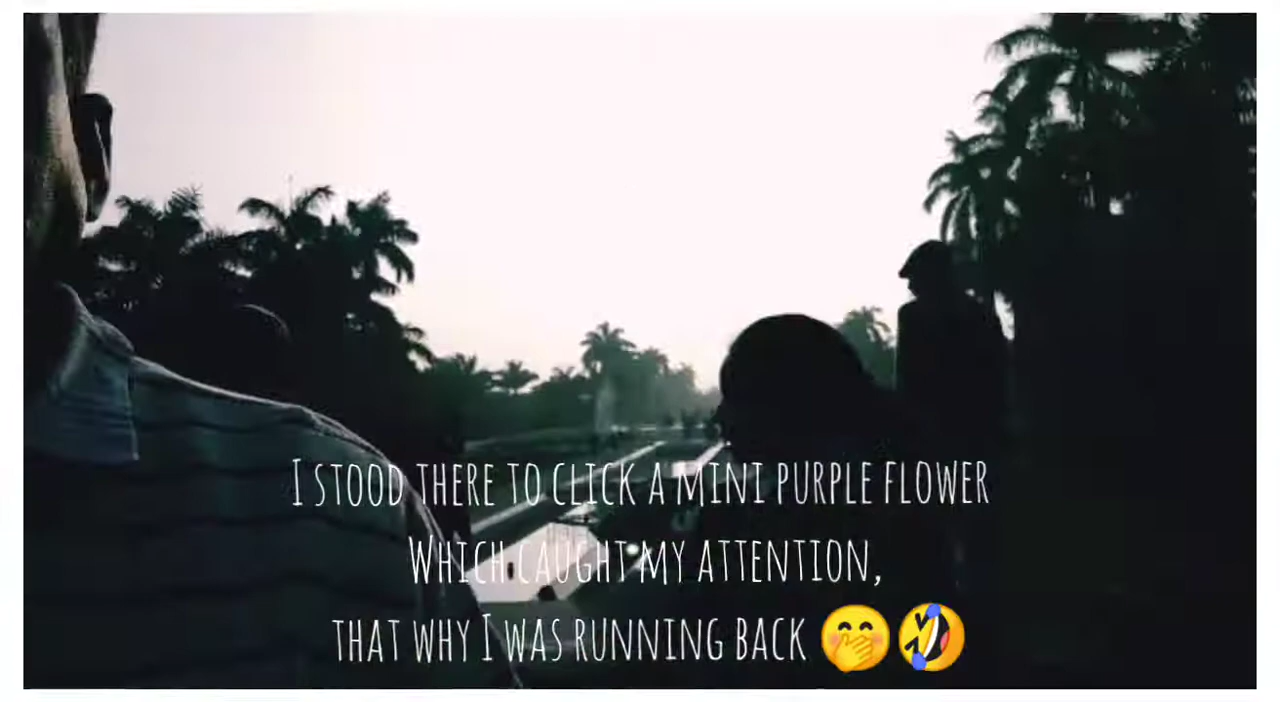 I STOOD THERE TO CLICK A MINI PURPLE FLOWER
WHICH CAUGHT MY ATTENTION,
THAT WHY I WAS RUNNING BACK 🤭🤣